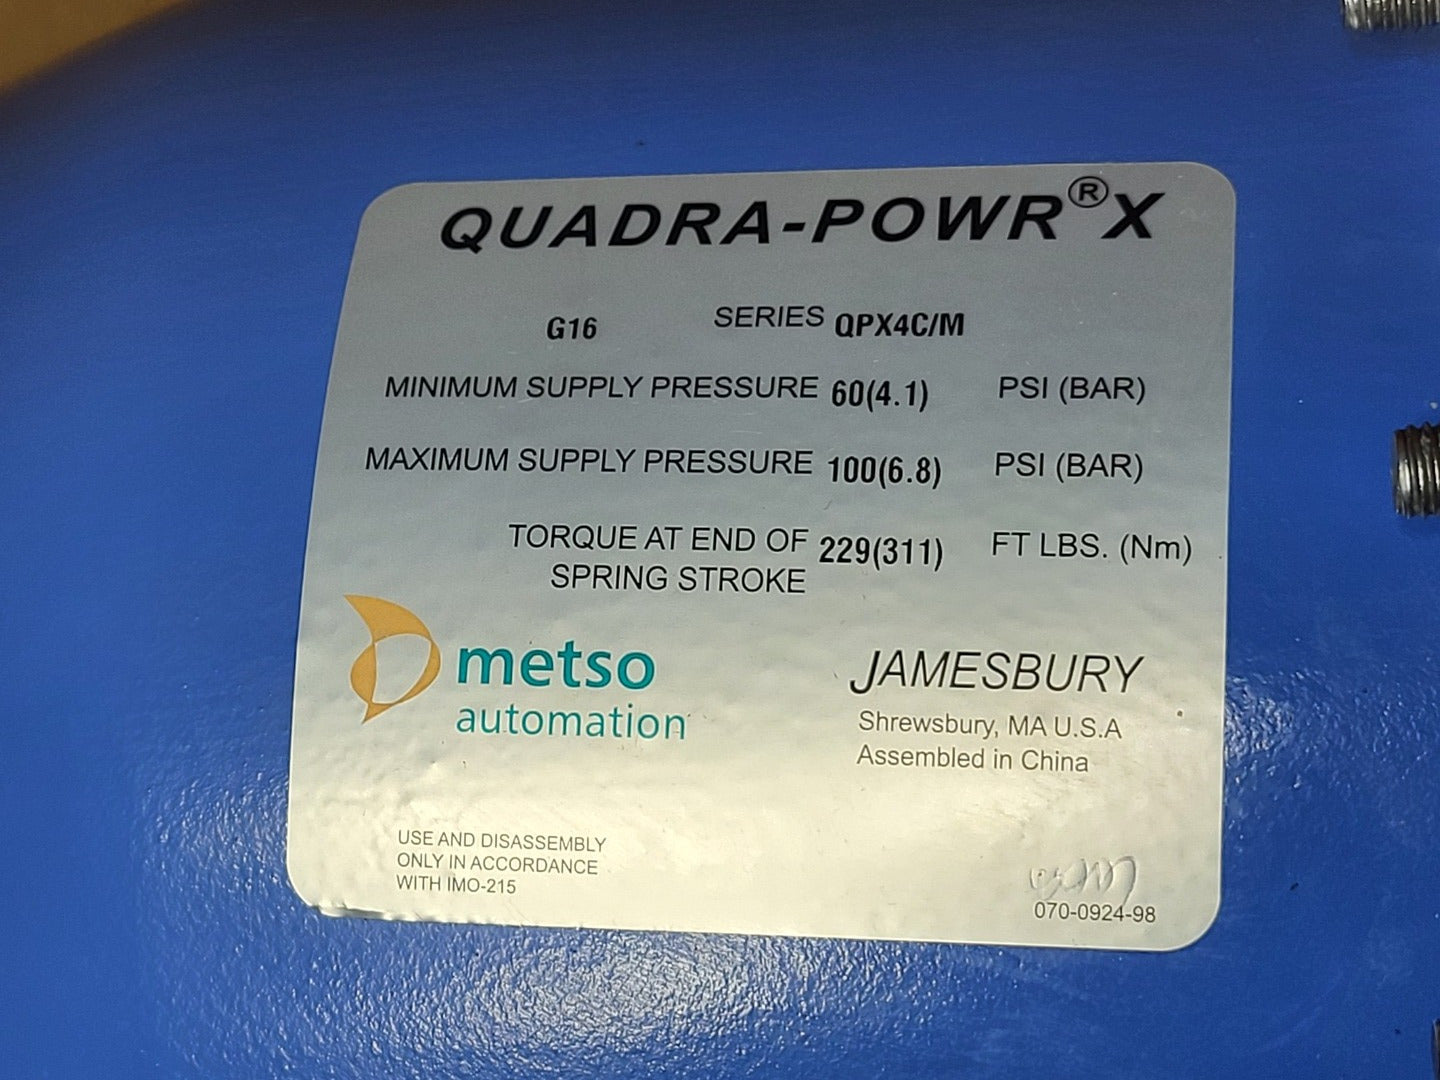 QUADRA-POWR®X
G16 SERIES QPX4C/M
MINIMUM SUPPLY PRESSURE 60(4.1) PSI (BAR)
MAXIMUM SUPPLY PRESSURE 100(6.8) PSI (BAR)
TORQUE AT END OF 229(311) FT LBS. (Nm)
SPRING STROKE
metso
automation
JAMESBURY
Shrewsbury, MA U.S.A
Assembled in China
USE AND DISASSEMBLY
ONLY IN ACCORDANCE
WITH IMO-215
070-0924-98